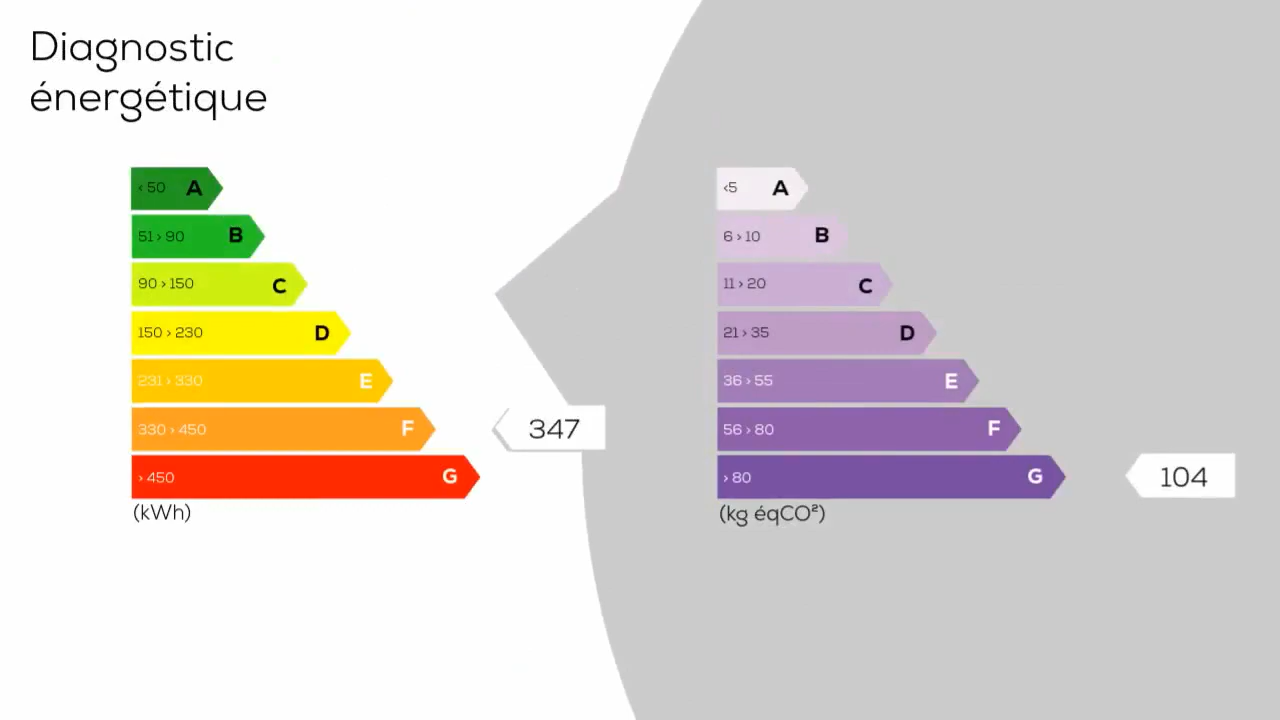 Diagnostic
énergétique
< 50 A
51 > 90 B
90 > 150 C
150 > 230 D
231 > 330 E
330 > 450 F
347
> 450 G
(kWh)
<5 A
6 > 10 B
11 > 20 C
21 > 35 D
36 > 55 E
56 > 80 F
> 80 G
104
(kg éqCO²)